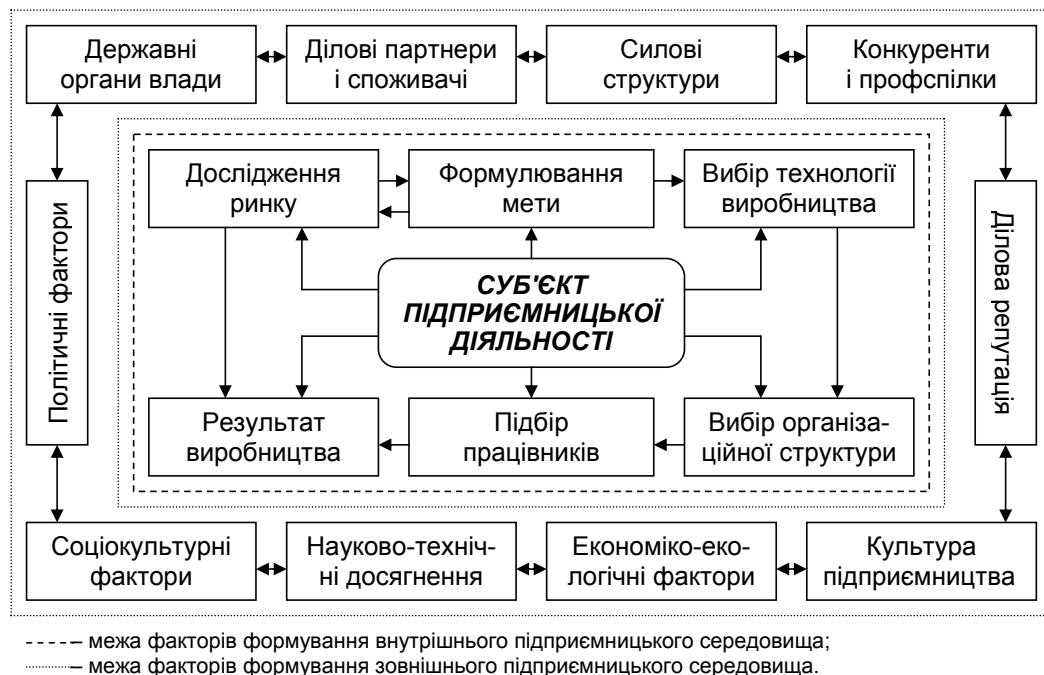 Державні
органи влади
Ділові партнери
і споживачі
Силові
структури
Конкуренти
і профспілки
Дослідження
ринку
Формулювання
мети
Вибір технології
виробництва
Політичні фактори
СУБ'ЄКТ
ПІДПРИЄМНИЦЬКОЇ
ДІЯЛЬНОСТІ
Ділова репутація
Результат
виробництва
Підбір
працівників
Вибір організа-
ційної структури
Соціокультурні
фактори
Науково-техніч-
ні досягнення
Економіко-еко-
логічні фактори
Культура
підприємництва
– межа факторів формування внутрішнього підприємницького середовища;
– межа факторів формування зовнішнього підприємницького середовища.